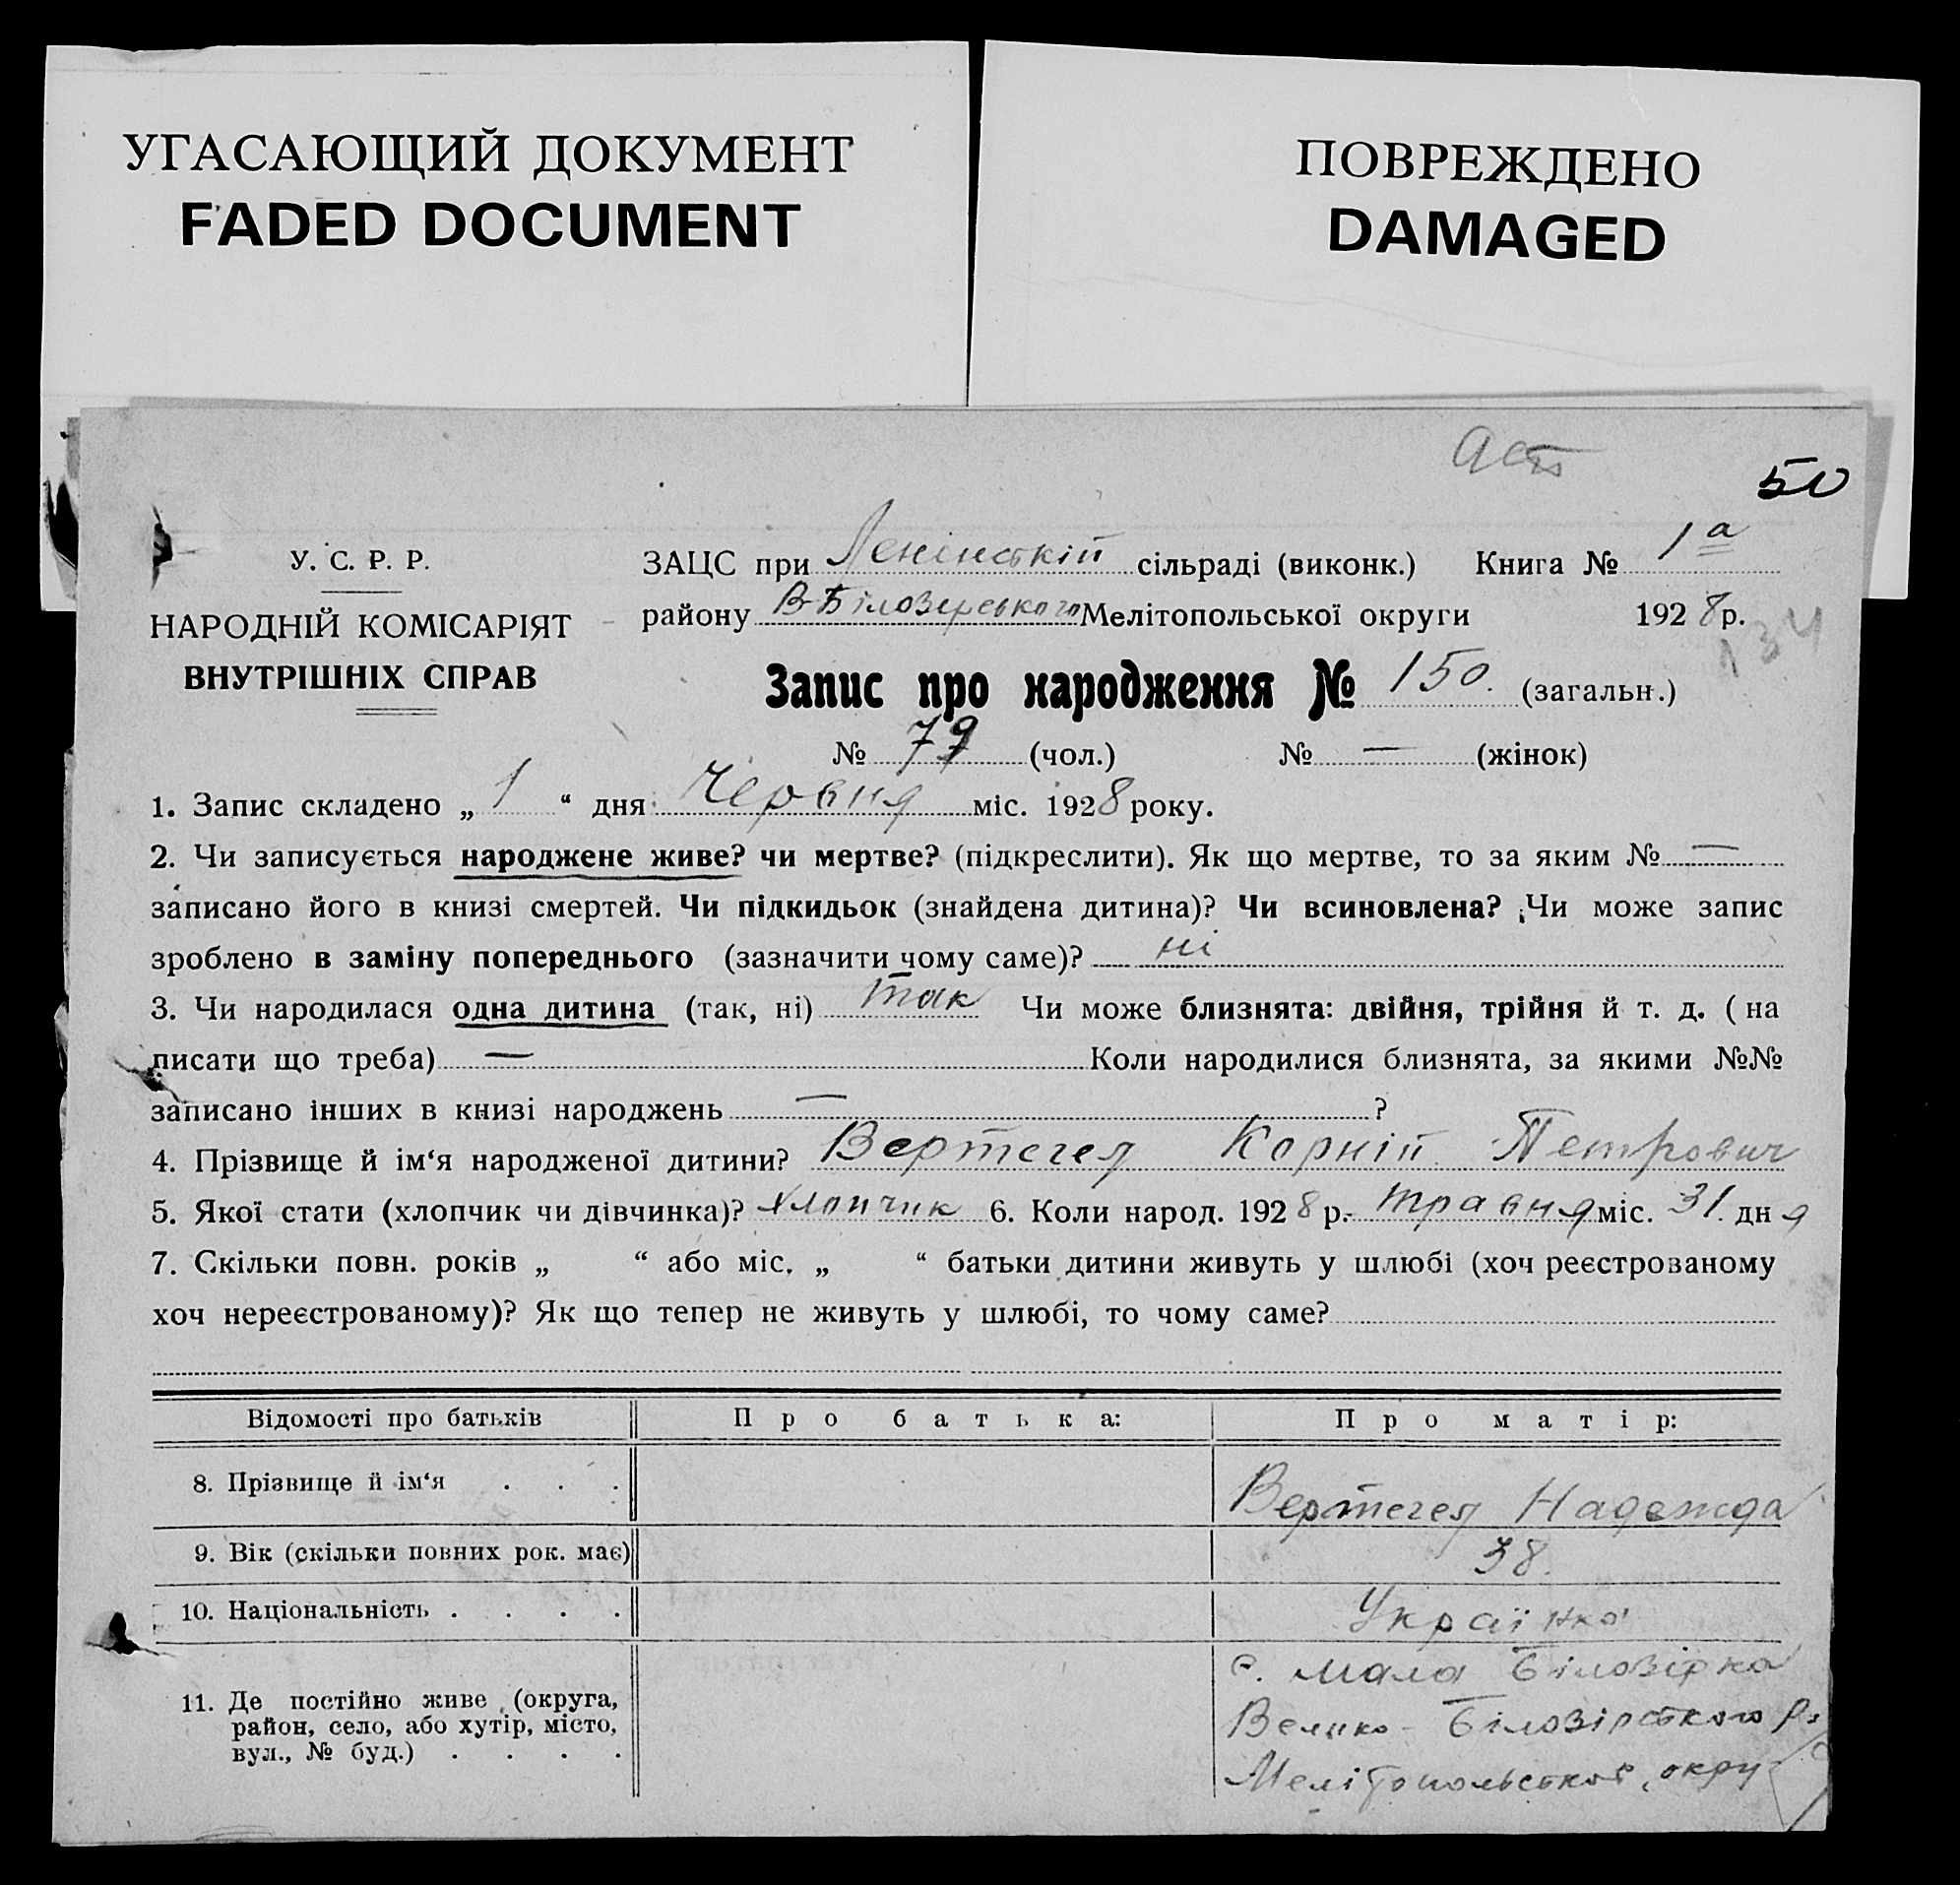 УГАСАЮЩИЙ ДОКУМЕНТ
FADED DOCUMENT
ПОВРЕЖДЕНО
DAMAGED
50
У. С. Р. Р.
НАРОДНІЙ КОМІСАРІЯТ
ВНУТРІШНІХ СПРАВ
ЗАЦС при Ленінській сільраді (виконк.) Книга № 1а
району В-Білозерського Мелітопольської округи 1928 р.
134
Запис про народження № 150. (загальн.)
№ 79 (чол.) № — (жінок)
1. Запис складено „ 1 “ дня Червня міс. 1928 року.
2. Чи записується народжене живе? чи мертве? (підкреслити). Як що мертве, то за яким № —
записано його в книзі смертей. Чи підкидьок (знайдена дитина)? Чи всиновлена? Чи може запис
зроблено в заміну попереднього (зазначити чому саме)? ні
3. Чи народилася одна дитина (так, ні) так Чи може близнята: двійня, трійня й т. д. ( на
писати що треба) — Коли народилися близнята, за якими №№
записано інших в книзі народжень — ?
4. Прізвище й ім‘я народженої дитини? Вертегел Корній Петрович
5. Якої стати (хлопчик чи дівчинка)? хлопчик 6. Коли народ. 1928 р. травня міс. 31. дня
7. Скільки повн. років „ “ або міс. „ “ батьки дитини живуть у шлюбі (хоч реєстрованому
хоч нереєстрованому)? Як що тепер не живуть у шлюбі, то чому саме?
Відомості про батьків Про батька: Про матір:
8. Прізвище й ім‘я . . . Вертегел Надежда
9. Вік (скільки повних рок. має) 38.
10. Національність . . . . Українка
11. Де постійно живе (округа,
район, село, або хутір, місто,
вул., № буд.) . . . .
с. Мала Білозірка
Велико-Білозірського р.
Мелітопольської окру